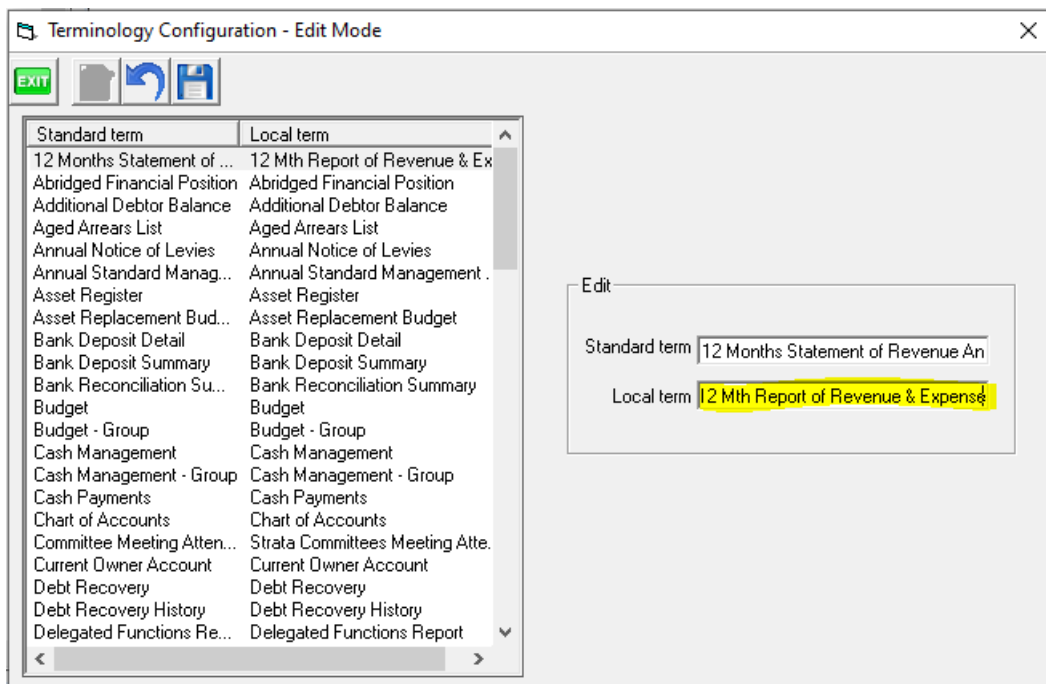 Terminology Configuration - Edit Mode
EXIT
Standard term Local term
12 Months Statement of ... 12 Mth Report of Revenue & Ex
Abridged Financial Position Abridged Financial Position
Additional Debtor Balance Additional Debtor Balance
Aged Arrears List Aged Arrears List
Annual Notice of Levies Annual Notice of Levies
Annual Standard Manag... Annual Standard Management .
Asset Register Asset Register
Asset Replacement Bud... Asset Replacement Budget
Bank Deposit Detail Bank Deposit Detail
Bank Deposit Summary Bank Deposit Summary
Bank Reconciliation Su... Bank Reconciliation Summary
Budget Budget
Budget - Group Budget - Group
Cash Management Cash Management
Cash Management - Group Cash Management - Group
Cash Payments Cash Payments
Chart of Accounts Chart of Accounts
Committee Meeting Atten... Strata Committees Meeting Atte.
Current Owner Account Current Owner Account
Debt Recovery Debt Recovery
Debt Recovery History Debt Recovery History
Delegated Functions Re... Delegated Functions Report
Edit
Standard term 12 Months Statement of Revenue An
Local term 12 Mth Report of Revenue & Expense